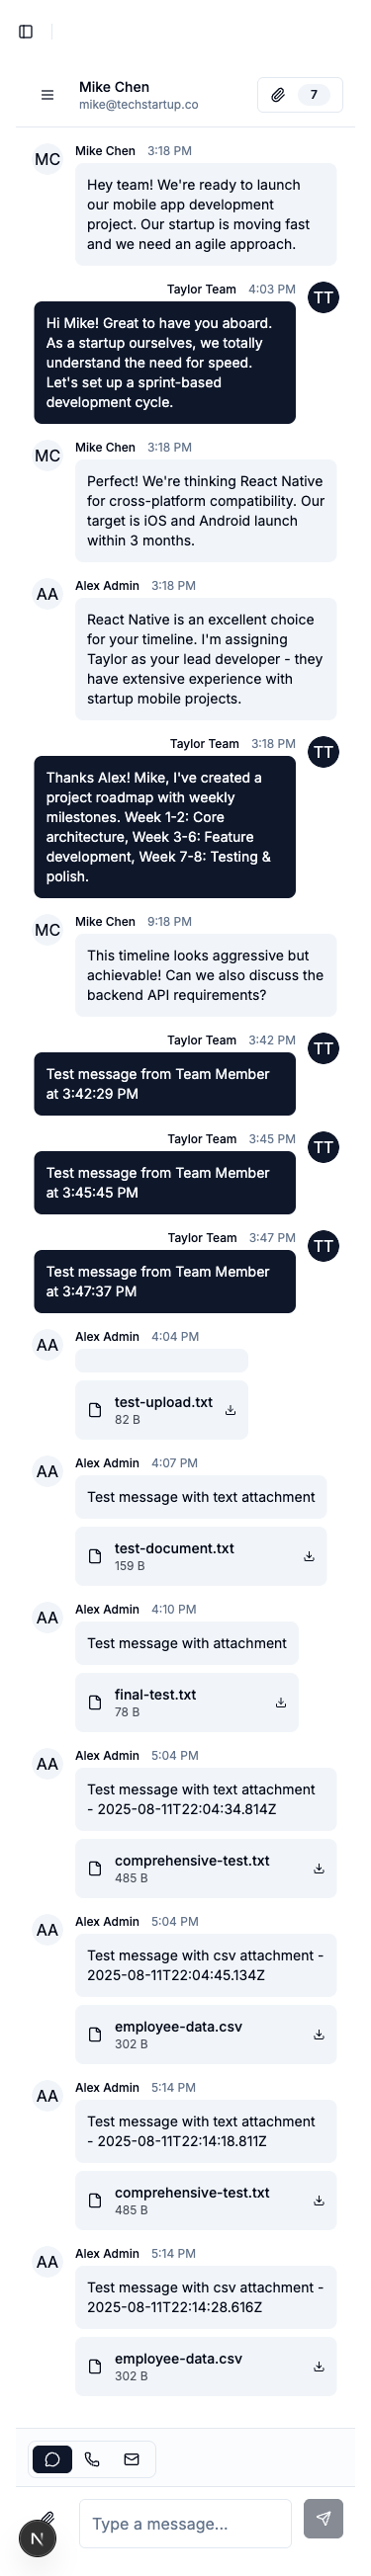 Mike Chen
mike@techstartup.co
7
MC
Mike Chen 3:18 PM
Hey team! We're ready to launch
our mobile app development
project. Our startup is moving fast
and we need an agile approach.
Taylor Team 4:03 PM
TT
Hi Mike! Great to have you aboard.
As a startup ourselves, we totally
understand the need for speed.
Let's set up a sprint-based
development cycle.
MC
Mike Chen 3:18 PM
Perfect! We're thinking React Native
for cross-platform compatibility. Our
target is iOS and Android launch
within 3 months.
AA
Alex Admin 3:18 PM
React Native is an excellent choice
for your timeline. I'm assigning
Taylor as your lead developer - they
have extensive experience with
startup mobile projects.
Taylor Team 3:18 PM
TT
Thanks Alex! Mike, I've created a
project roadmap with weekly
milestones. Week 1-2: Core
architecture, Week 3-6: Feature
development, Week 7-8: Testing &
polish.
MC
Mike Chen 9:18 PM
This timeline looks aggressive but
achievable! Can we also discuss the
backend API requirements?
Taylor Team 3:42 PM
TT
Test message from Team Member
at 3:42:29 PM
Taylor Team 3:45 PM
TT
Test message from Team Member
at 3:45:45 PM
Taylor Team 3:47 PM
TT
Test message from Team Member
at 3:47:37 PM
AA
Alex Admin 4:04 PM
test-upload.txt
82 B
AA
Alex Admin 4:07 PM
Test message with text attachment
test-document.txt
159 B
AA
Alex Admin 4:10 PM
Test message with attachment
final-test.txt
78 B
AA
Alex Admin 5:04 PM
Test message with text attachment
- 2025-08-11T22:04:34.814Z
comprehensive-test.txt
485 B
AA
Alex Admin 5:04 PM
Test message with csv attachment -
2025-08-11T22:04:45.134Z
employee-data.csv
302 B
AA
Alex Admin 5:14 PM
Test message with text attachment
- 2025-08-11T22:14:18.811Z
comprehensive-test.txt
485 B
AA
Alex Admin 5:14 PM
Test message with csv attachment -
2025-08-11T22:14:28.616Z
employee-data.csv
302 B
N
Type a message...